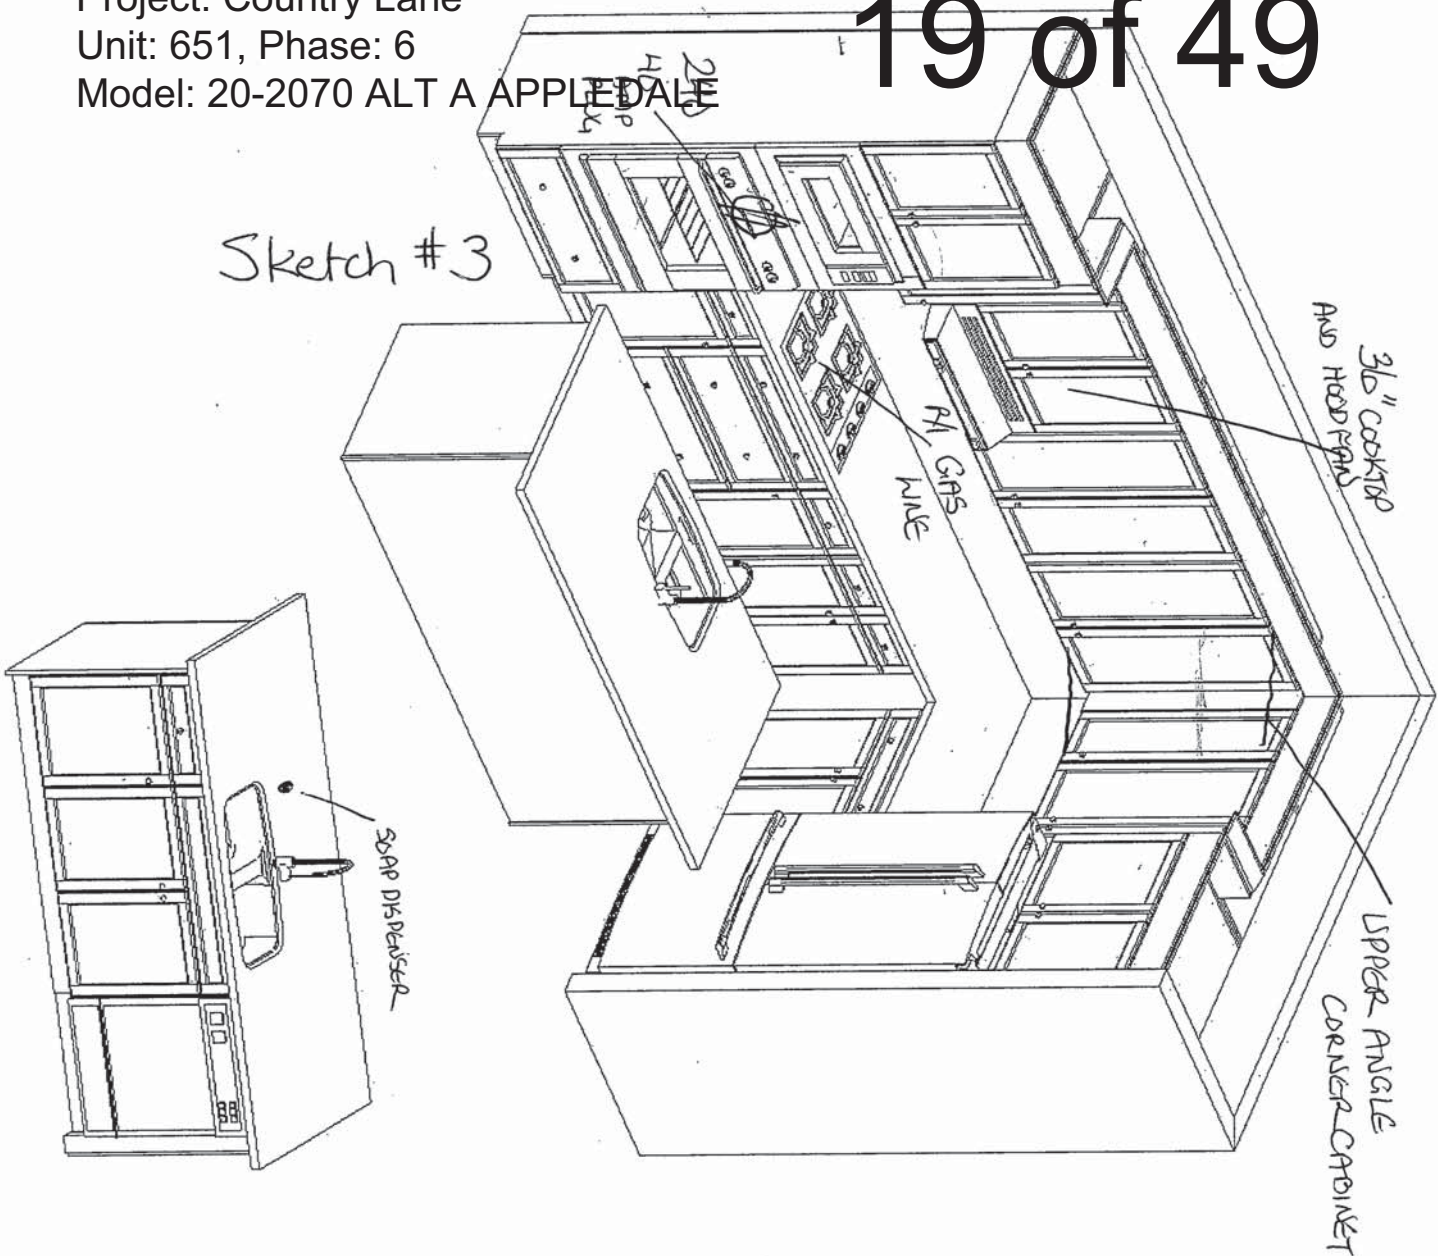 Project: Country Lane
Unit: 651, Phase: 6
Model: 20-2070 ALT A APPLEDALE
19 of 49
Sketch #3
36" COOKTOP
AND HOOD FAN
GAS
LINE
SOAP DISPENSER
UPPER ANGLE
CORNER CABINET